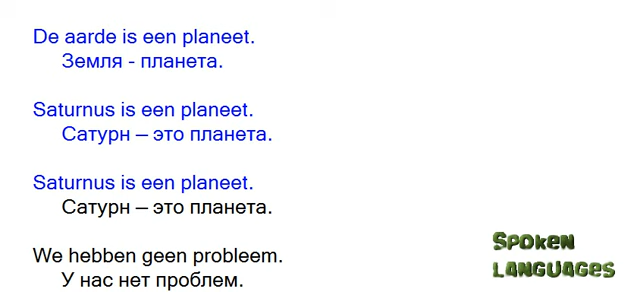 De aarde is een planeet.
Земля - планета.
Saturnus is een planeet.
Сатурн — это планета.
Saturnus is een planeet.
Сатурн — это планета.
We hebben geen probleem.
У нас нет проблем.
Spoken
Languages